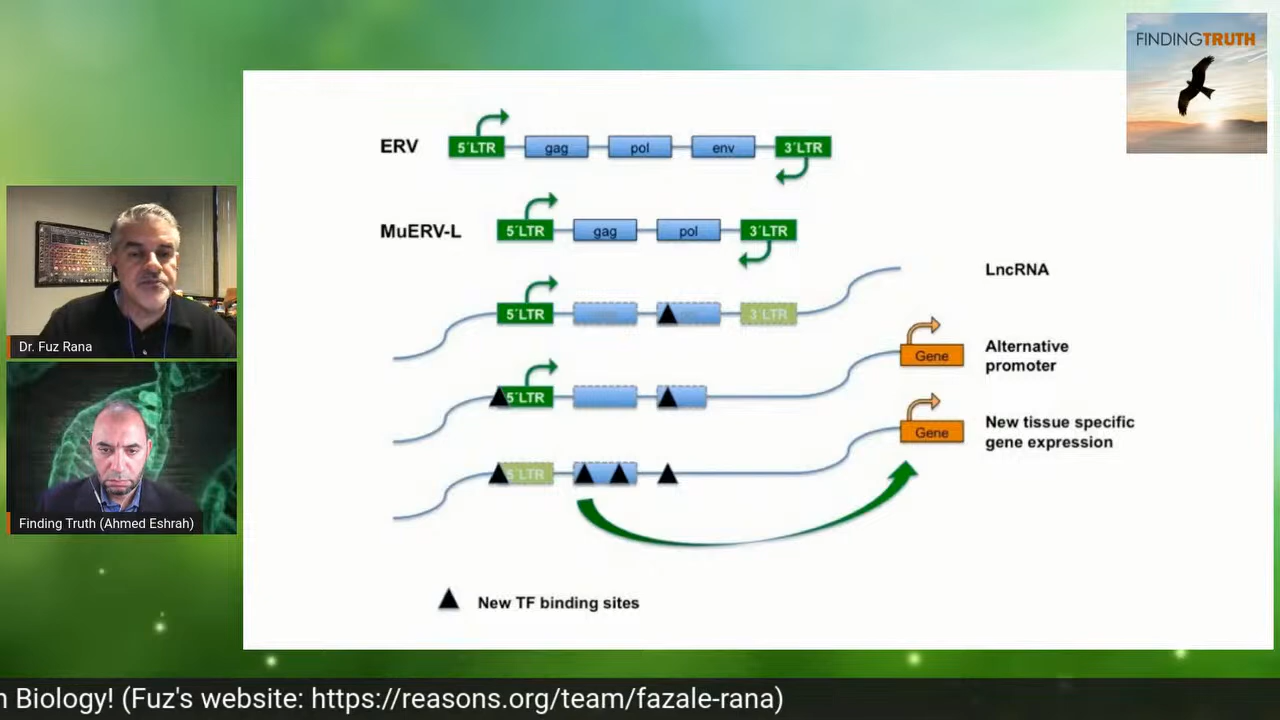 FINDINGTRUTH
ERV
5´LTR
gag
pol
env
3´LTR
MuERV-L
5´LTR
gag
pol
3´LTR
LncRNA
5´LTR
3´LTR
Gene
Alternative
promoter
5´LTR
Gene
New tissue specific
gene expression
5´LTR
New TF binding sites
Dr. Fuz Rana
Finding Truth (Ahmed Eshrah)
n Biology! (Fuz's website: https://reasons.org/team/fazale-rana)